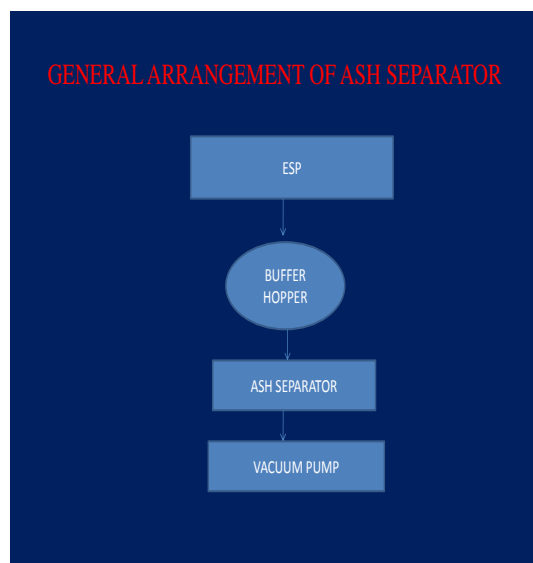 GENERAL ARRANGEMENT OF ASH SEPARATOR
ESP
BUFFER
HOPPER
ASH SEPARATOR
VACUUM PUMP